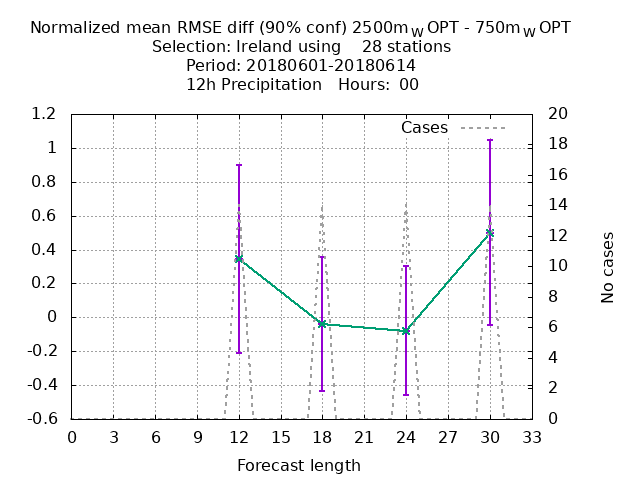 Normalized mean RMSE diff (90% conf) 2500m_W OPT - 750m_W OPT
Selection: Ireland using    28 stations
Period: 20180601-20180614
12h Precipitation   Hours:  00
Cases
1.2
1
0.8
0.6
0.4
0.2
0
-0.2
-0.4
-0.6
20
18
16
14
12
10
8
6
4
2
0
No cases
0 3 6 9 12 15 18 21 24 27 30 33
Forecast length